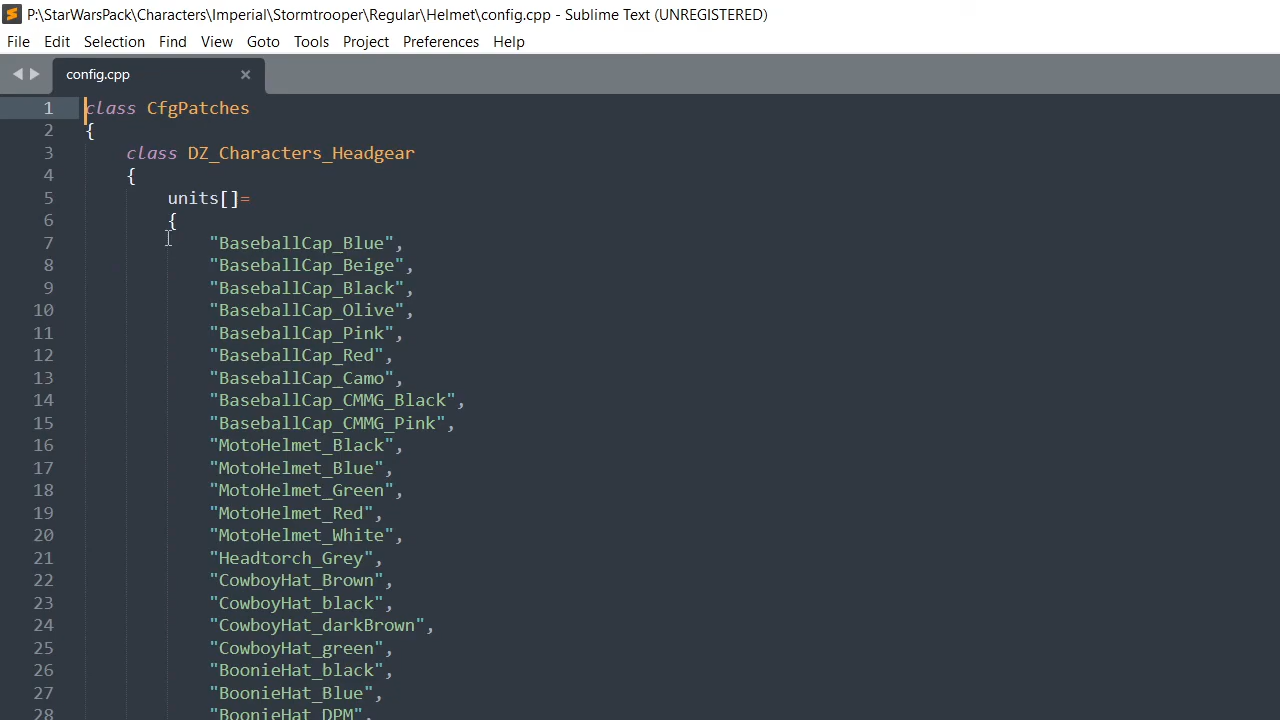 P:\StarWarsPack\Characters\Imperial\Stormtrooper\Regular\Helmet\config.cpp - Sublime Text (UNREGISTERED)
File Edit Selection Find View Goto Tools Project Preferences Help
config.cpp ×
1 class CfgPatches
2 {
3 class DZ_Characters_Headgear
4 {
5 units[]=
6 {
7 "BaseballCap_Blue",
8 "BaseballCap_Beige",
9 "BaseballCap_Black",
10 "BaseballCap_Olive",
11 "BaseballCap_Pink",
12 "BaseballCap_Red",
13 "BaseballCap_Camo",
14 "BaseballCap_CMMG_Black",
15 "BaseballCap_CMMG_Pink",
16 "MotoHelmet_Black",
17 "MotoHelmet_Blue",
18 "MotoHelmet_Green",
19 "MotoHelmet_Red",
20 "MotoHelmet_White",
21 "Headtorch_Grey",
22 "CowboyHat_Brown",
23 "CowboyHat_black",
24 "CowboyHat_darkBrown",
25 "CowboyHat_green",
26 "BoonieHat_black",
27 "BoonieHat_Blue",
28 "BoonieHat_DPM",